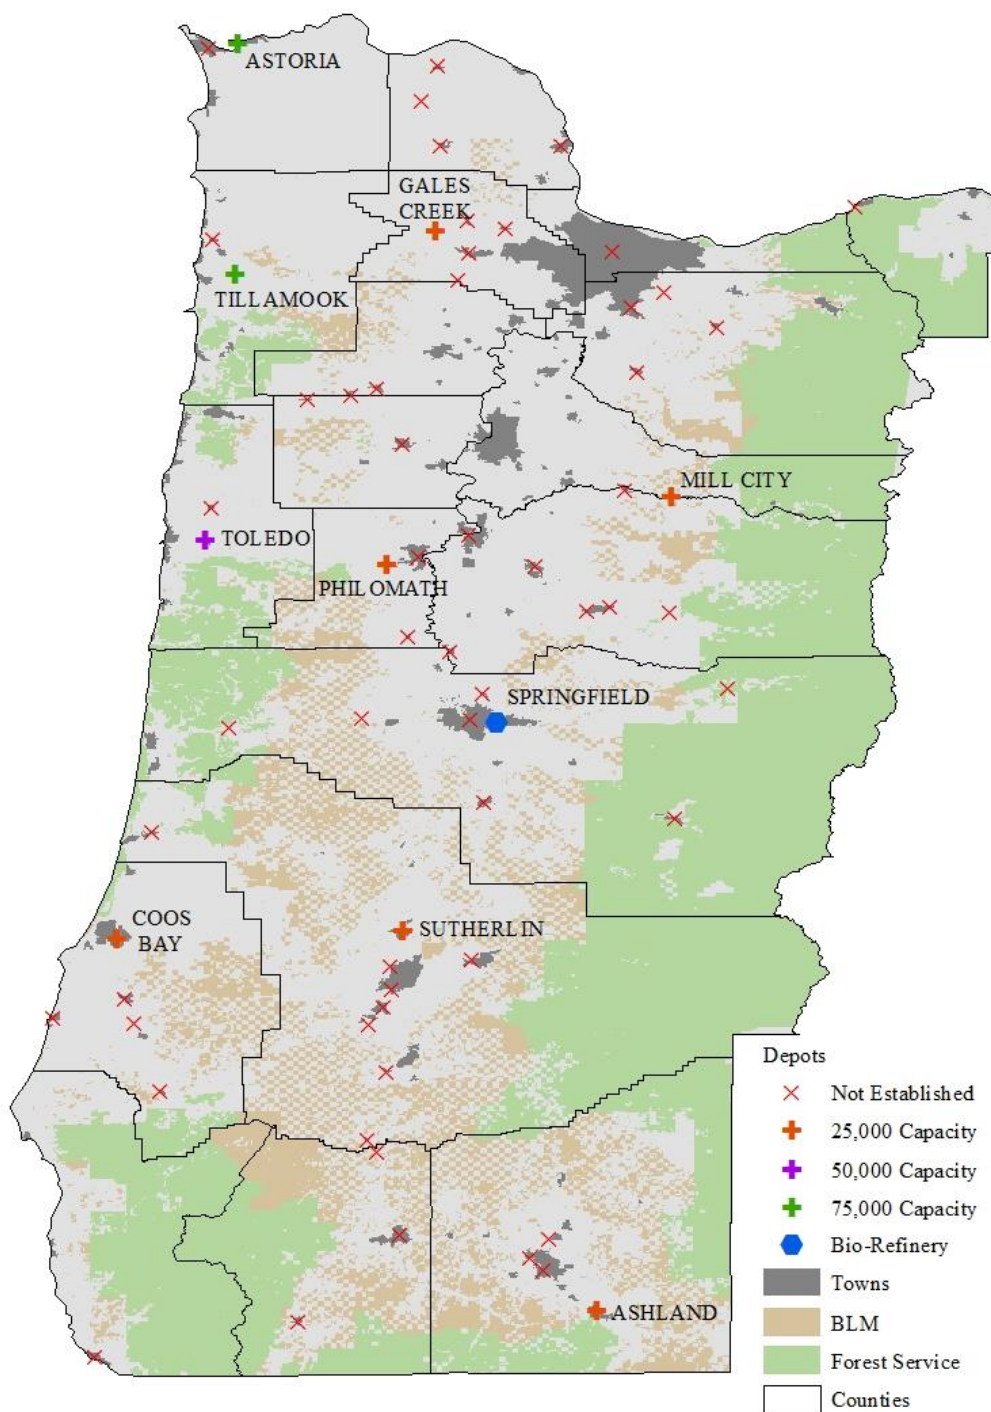 ASTORIA
GALES
CREEK
TILLAMOOK
MILL CITY
TOLEDO
PHILOMATH
SPRINGFIELD
COOS
BAY
SUTHERLIN
ASHLAND
Depots
Not Established
25,000 Capacity
50,000 Capacity
75,000 Capacity
Bio-Refinery
Towns
BLM
Forest Service
Counties